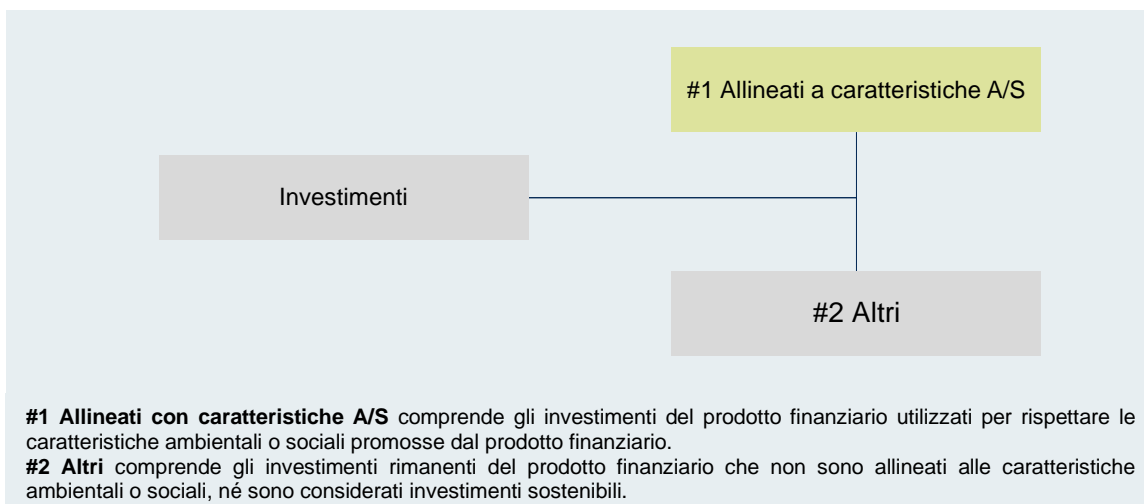 #1 Allineati a caratteristiche A/S
Investimenti
#2 Altri
#1 Allineati con caratteristiche A/S comprende gli investimenti del prodotto finanziario utilizzati per rispettare le
caratteristiche ambientali o sociali promosse dal prodotto finanziario.
#2 Altri comprende gli investimenti rimanenti del prodotto finanziario che non sono allineati alle caratteristiche
ambientali o sociali, né sono considerati investimenti sostenibili.